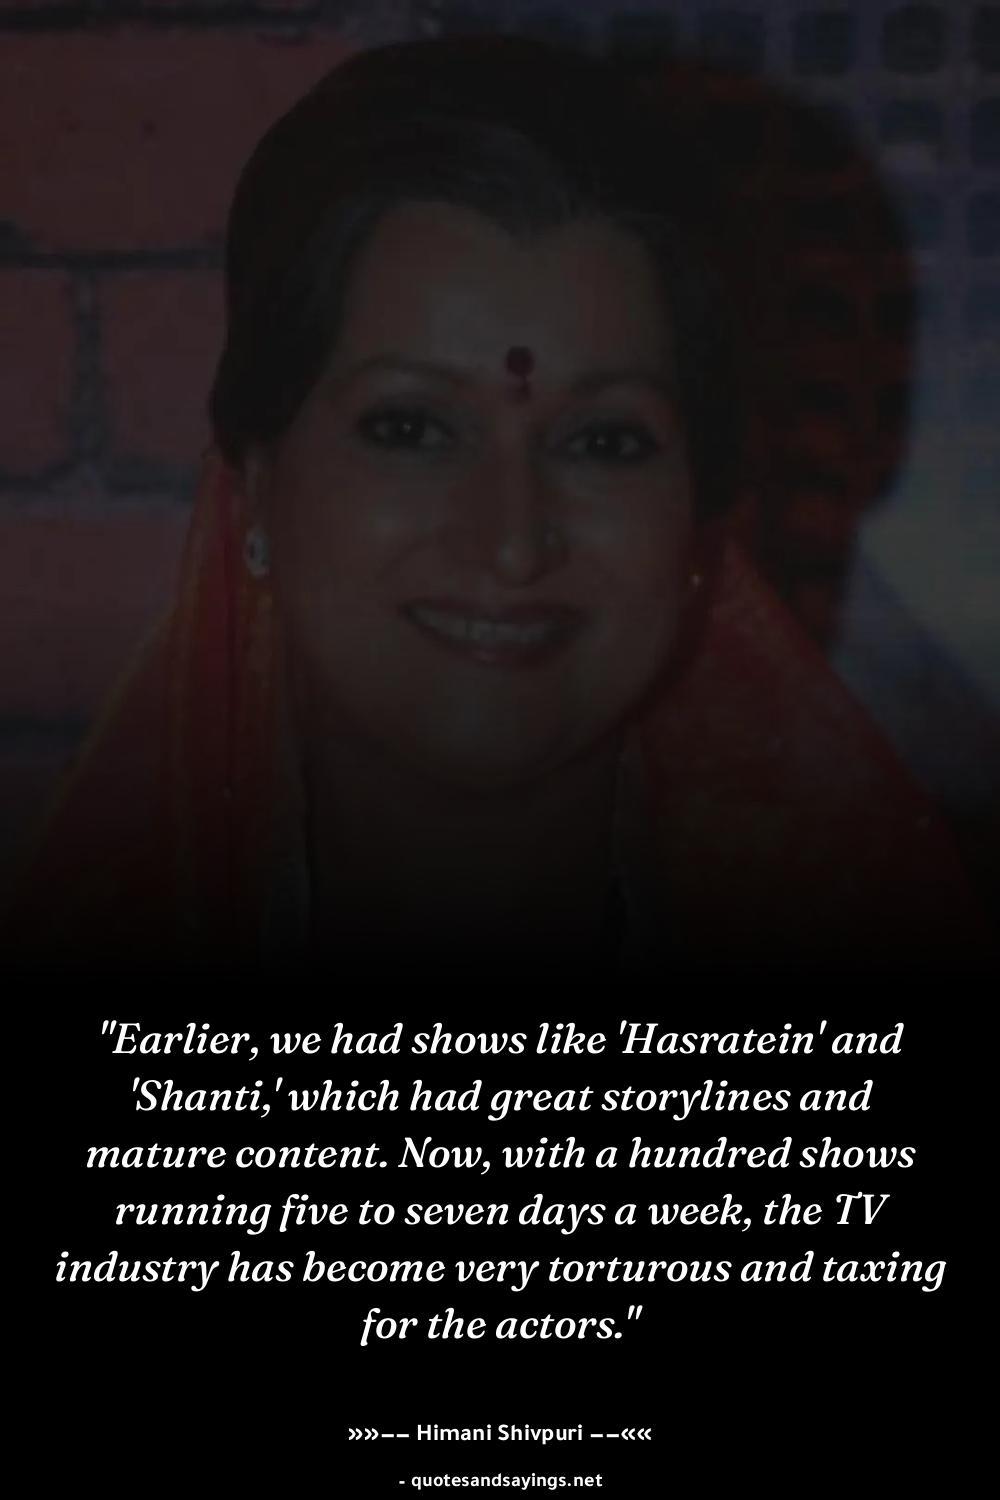 "Earlier, we had shows like 'Hasratein' and
'Shanti,' which had great storylines and
mature content. Now, with a hundred shows
running five to seven days a week, the TV
industry has become very torturous and taxing
for the actors."
»»–– Himani Shivpuri ––««
- quotesandsayings.net